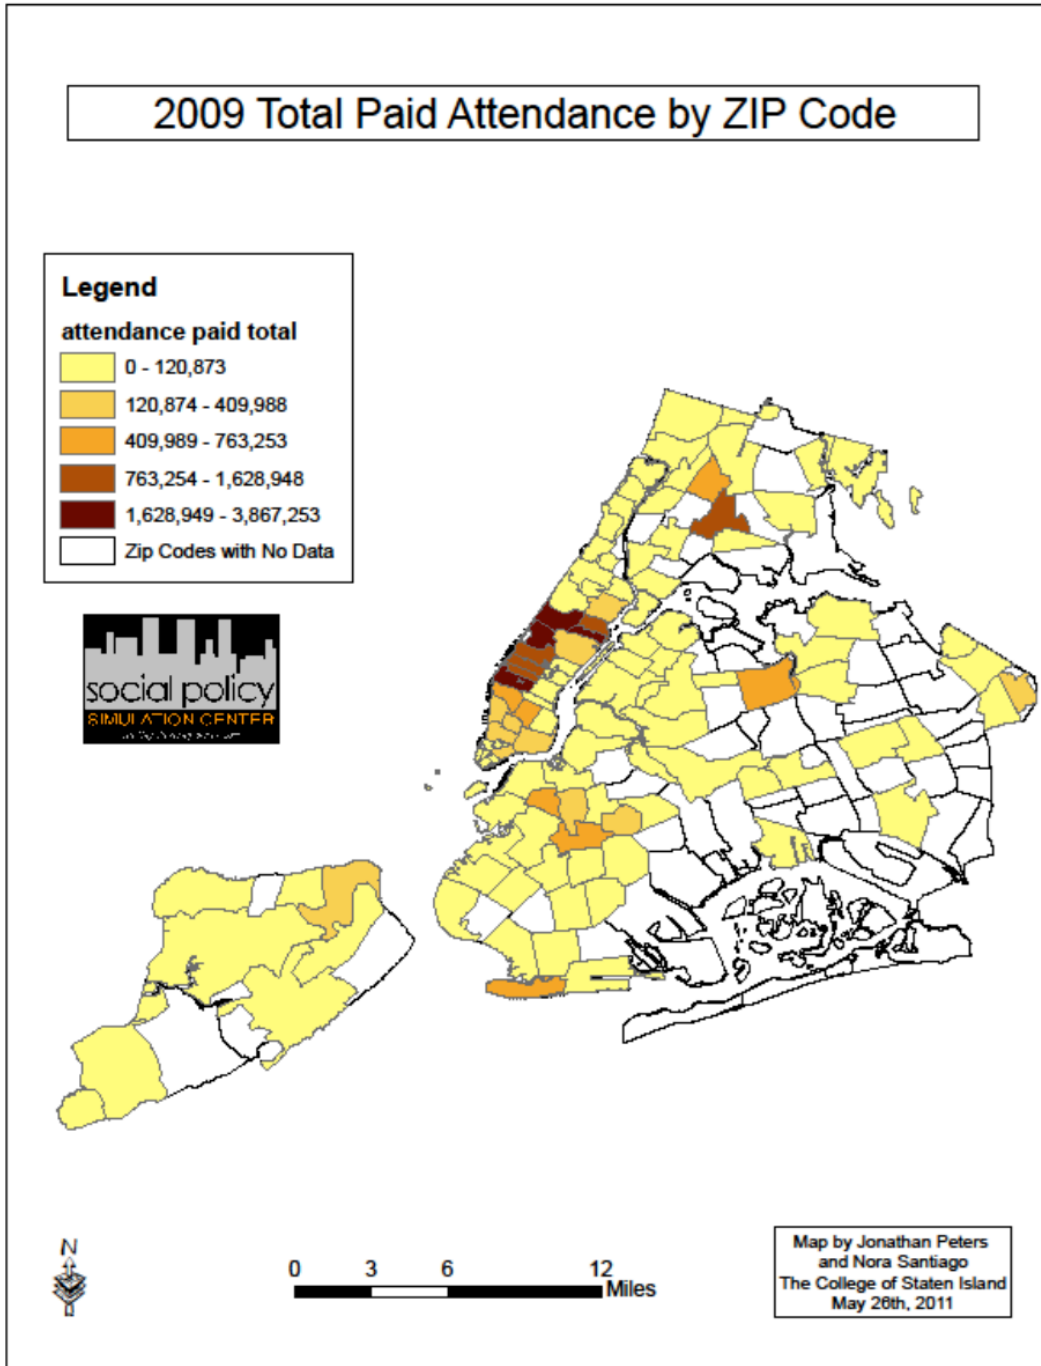 2009 Total Paid Attendance by ZIP Code
Legend
attendance paid total
0 - 120,873
120,874 - 409,988
409,989 - 763,253
763,254 - 1,628,948
1,628,949 - 3,867,253
Zip Codes with No Data
social policy
SIMULATION CENTER
N
0 3 6 12
Miles
Map by Jonathan Peters
and Nora Santiago
The College of Staten Island
May 26th, 2011